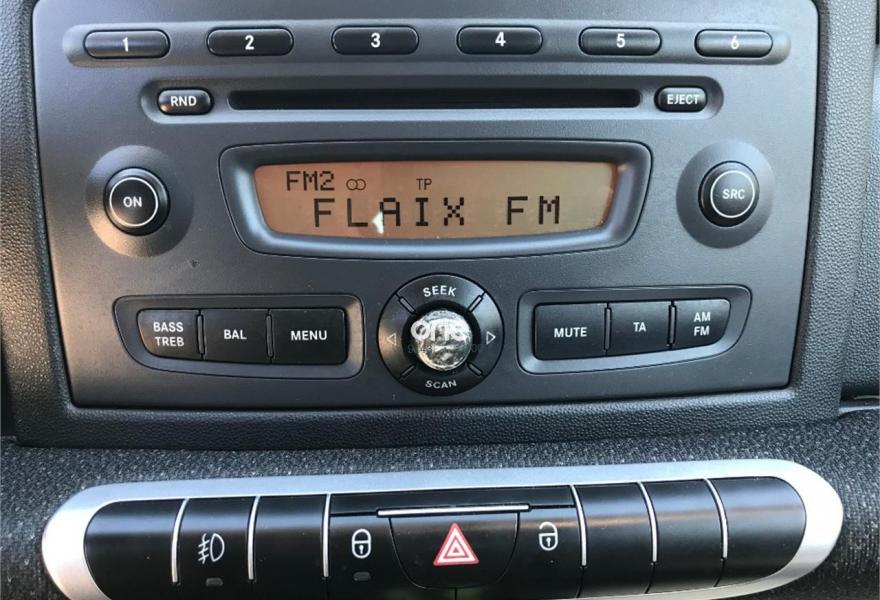 1 2 3 4 5 6
RND EJECT
FM2 TP
FLAIX FM
ON SRC
SEEK
BASS TREB BAL MENU
one
MUTE TA AM FM
SCAN